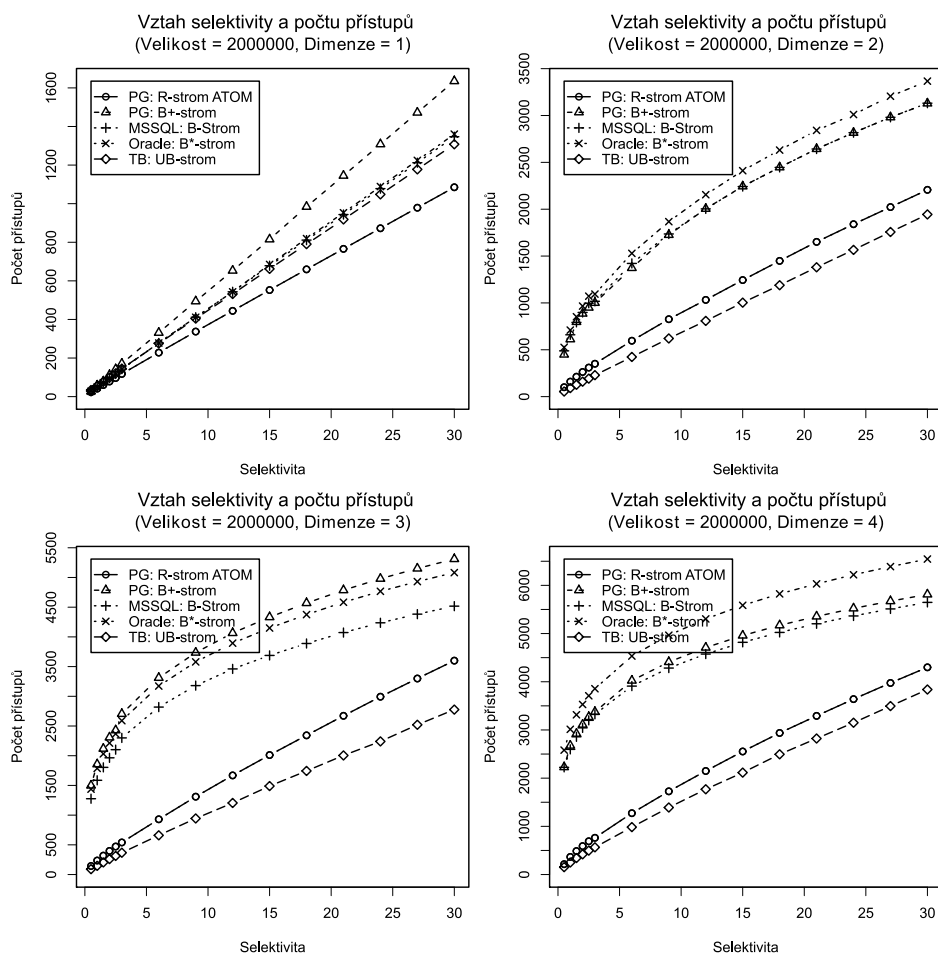 Vztah selektivity a počtu přístupů
(Velikost = 2000000, Dimenze = 1)
PG: R-strom ATOM
PG: B+-strom
MSSQL: B-Strom
Oracle: B*-strom
TB: UB-strom
Počet přístupů
0 200 400 600 800 1200 1600
0 5 10 15 20 25 30
Selektivita
Vztah selektivity a počtu přístupů
(Velikost = 2000000, Dimenze = 2)
PG: R-strom ATOM
PG: B+-strom
MSSQL: B-Strom
Oracle: B*-strom
TB: UB-strom
Počet přístupů
0 500 1000 1500 2000 2500 3000 3500
0 5 10 15 20 25 30
Selektivita
Vztah selektivity a počtu přístupů
(Velikost = 2000000, Dimenze = 3)
PG: R-strom ATOM
PG: B+-strom
MSSQL: B-Strom
Oracle: B*-strom
TB: UB-strom
Počet přístupů
0 500 1500 2500 3500 4500 5500
0 5 10 15 20 25 30
Selektivita
Vztah selektivity a počtu přístupů
(Velikost = 2000000, Dimenze = 4)
PG: R-strom ATOM
PG: B+-strom
MSSQL: B-Strom
Oracle: B*-strom
TB: UB-strom
Počet přístupů
0 1000 2000 3000 4000 5000 6000
0 5 10 15 20 25 30
Selektivita